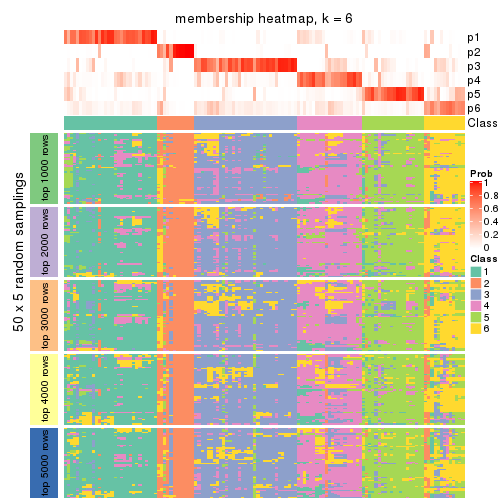 membership heatmap, k = 6
p1
p2
p3
p4
p5
p6
Class
50 x 5 random samplings
top 1000 rows
top 2000 rows
top 3000 rows
top 4000 rows
top 5000 rows
Prob
1
0.8
0.6
0.4
0.2
0
Class
1
2
3
4
5
6